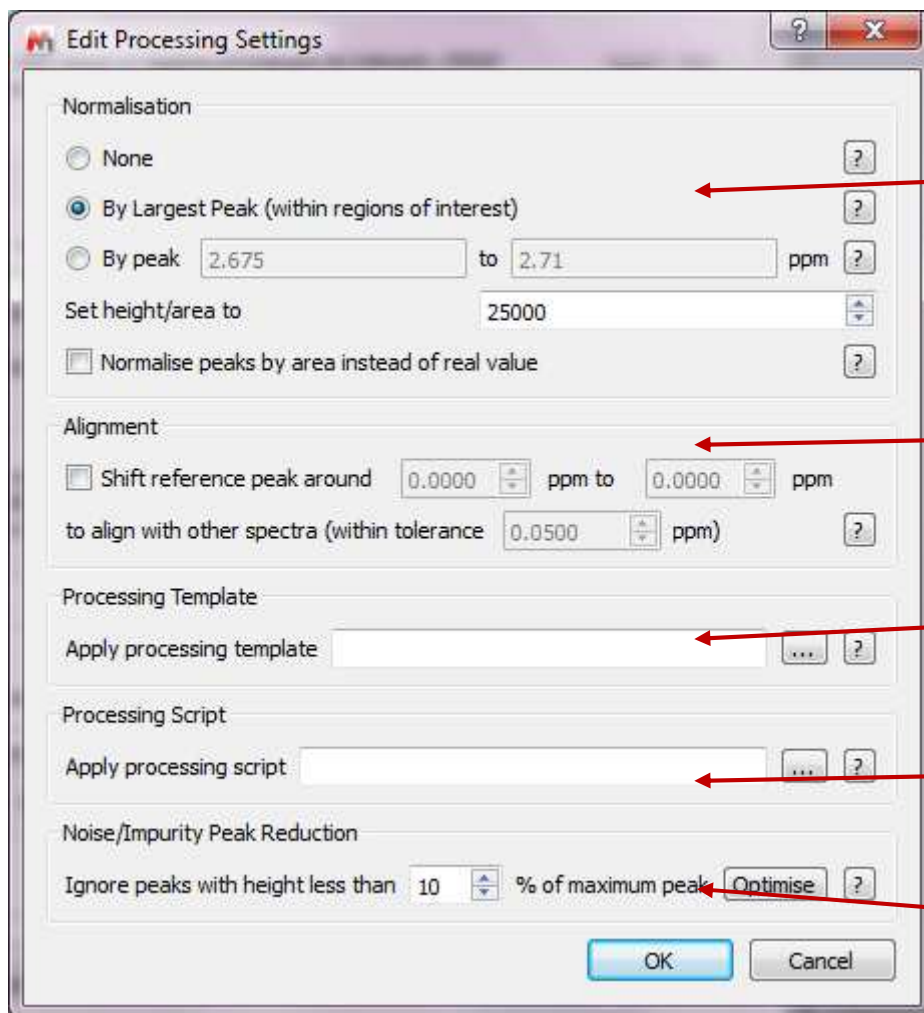 Edit Processing Settings ?
Normalisation
None ?
By Largest Peak (within regions of interest) ?
By peak 2.675 to 2.71 ppm ?
Set height/area to 25000
Normalise peaks by area instead of real value ?
Alignment
Shift reference peak around 0.0000 ppm to 0.0000 ppm
to align with other spectra (within tolerance 0.0500 ppm) ?
Processing Template
Apply processing template ... ?
Processing Script
Apply processing script ... ?
Noise/Impurity Peak Reduction
Ignore peaks with height less than 10 % of maximum peak Optimise ?
OK Cancel